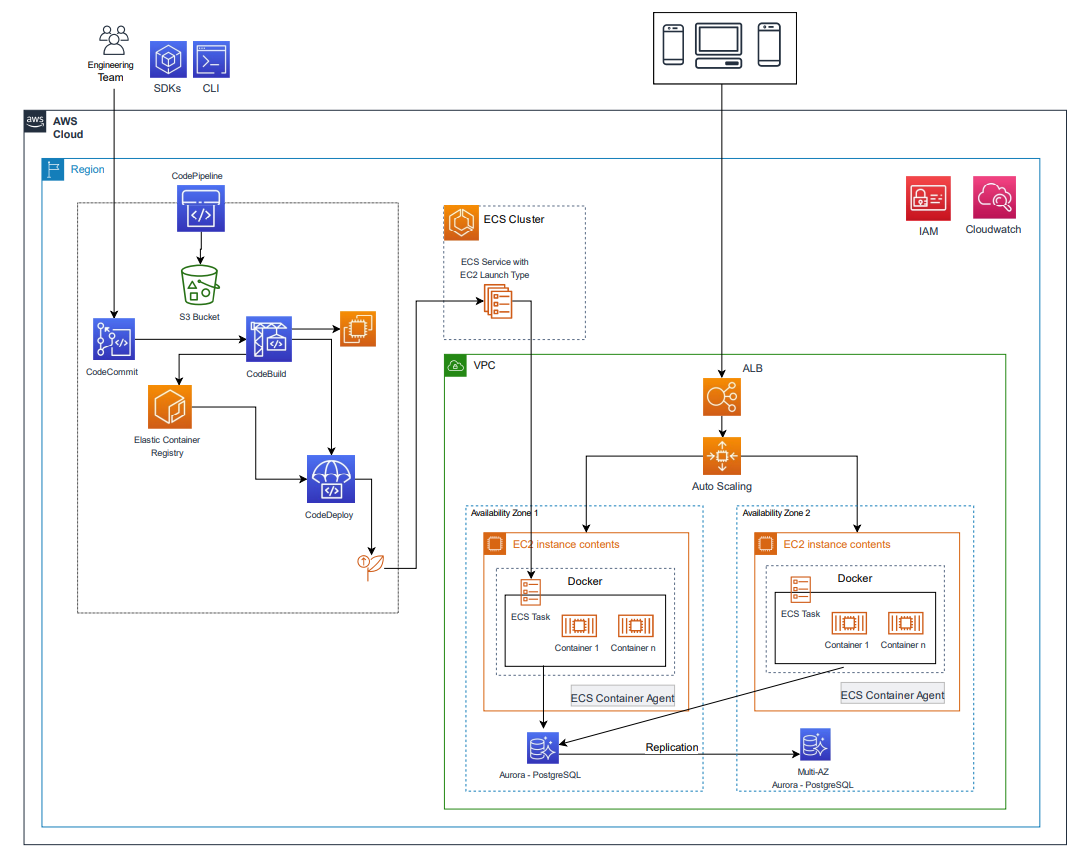 Engineering
Team
SDKs
CLI
aws
AWS
Cloud
Region
CodePipeline
S3 Bucket
CodeCommit
CodeBuild
Elastic Container
Registry
CodeDeploy
ECS Cluster
ECS Service with
EC2 Launch Type
IAM
Cloudwatch
VPC
ALB
Auto Scaling
Availability Zone 1
EC2 instance contents
Docker
ECS Task
Container 1
Container n
ECS Container Agent
Aurora - PostgreSQL
Replication
Availability Zone 2
EC2 instance contents
Docker
ECS Task
Container 1
Container n
ECS Container Agent
Multi-AZ
Aurora - PostgreSQL